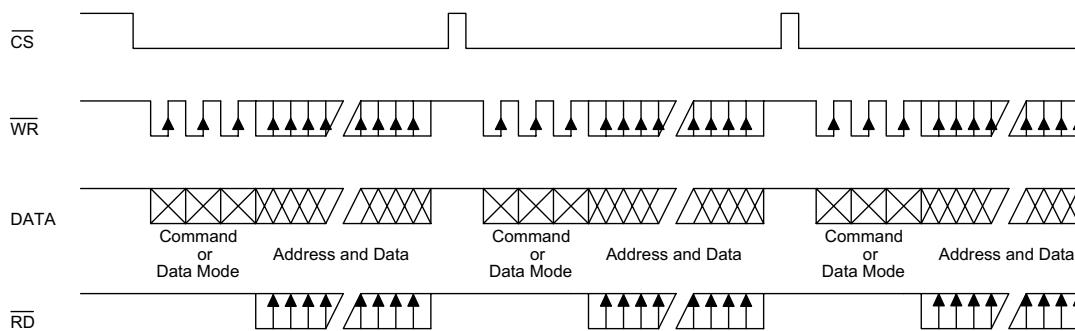 CS
WR
DATA
Command
or
Data Mode
Address and Data
Command
or
Data Mode
Address and Data
Command
or
Data Mode
Address and Data
RD